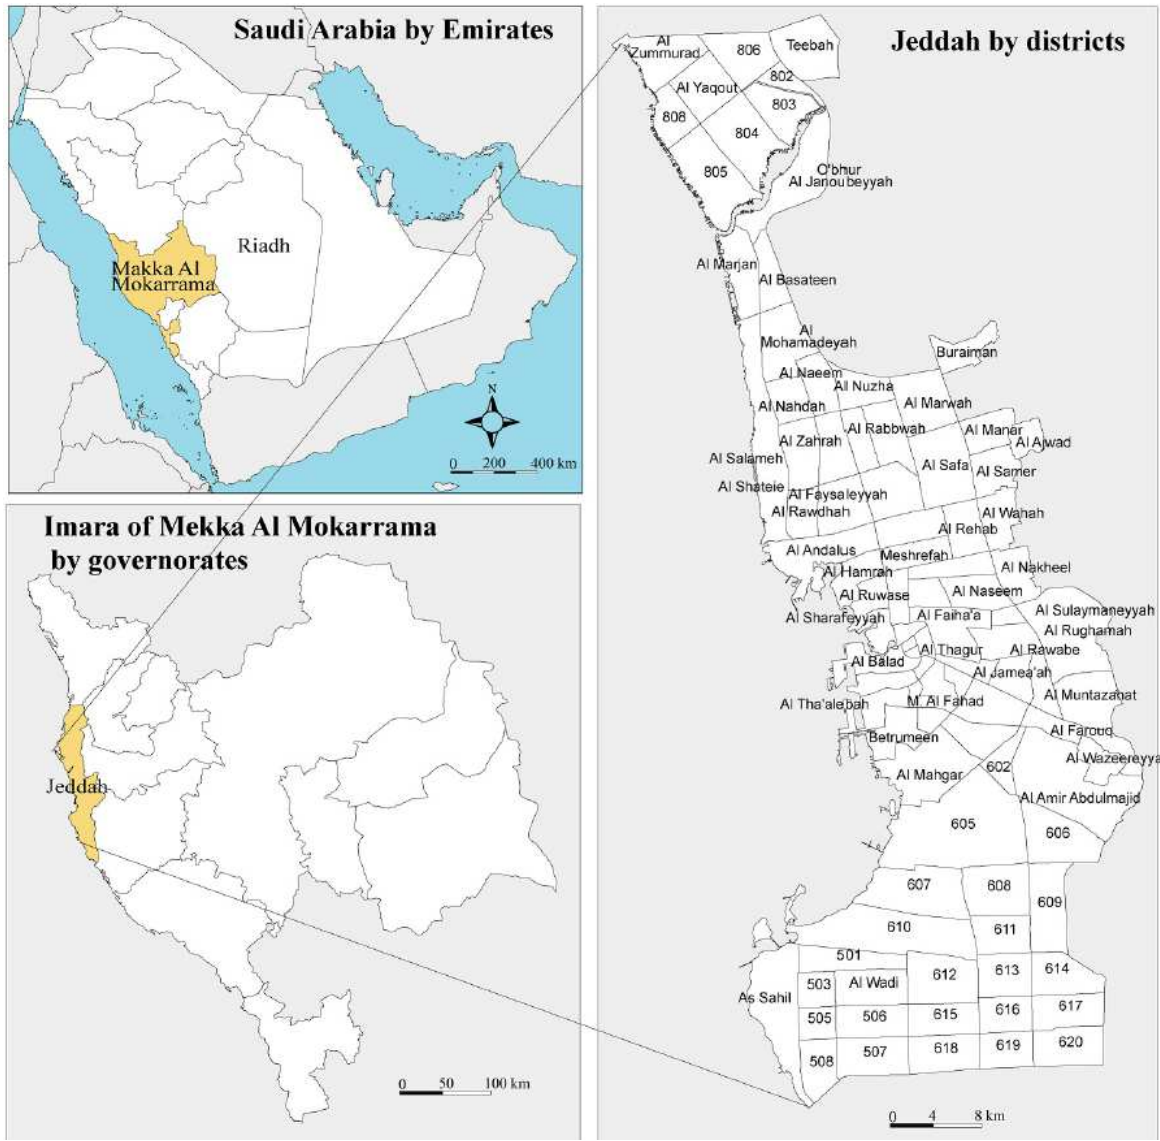 Saudi Arabia by Emirates
Riadh
Makka Al
Mokarrama
N
0 200 400 km
Imara of Mekka Al Mokarrama
by governorates
Jeddah
0 50 100 km
Jeddah by districts
Al
Zummurad
806
Teebah
802
Al Yaqout
803
808
804
805
O'bhur
Al Janoubeyyah
Al Marjan
Al Basateen
Al
Mohamadeyah
Buraiman
Al Naeem
All Nuzha
Al Nahdah
Al Marwah
Al Rabbwah
Al Manar
Al Zahrah
Al Ajwad
Al Salameh
Al Safa
Al Samer
Al Shateie
Al Faysaleyyah
Al Rawdhah
Al Wahah
Al Rehab
Al Andalus
Meshrefah
Al Nakheel
Al Hamrah
Al Ruwase
Al Naseem
Al Sharafeyyah
Al Faiha'a
Al Sulaymaneyyah
Al Rughamah
Al Thagur
Al Rawabe
Al Balad
Al Jamea'ah
Al Tha'alebah
M. Al Fahad
Al Muntazahat
Betrumeen
Al Farouq
Al Wazeereyya
Al Mahgar
602
Al Amir Abdulmajid
605
606
607
608
609
610
611
501
612
613
614
As Sahil
503
Al Wadi
505
506
615
616
617
508
507
618
619
620
0 4 8 km